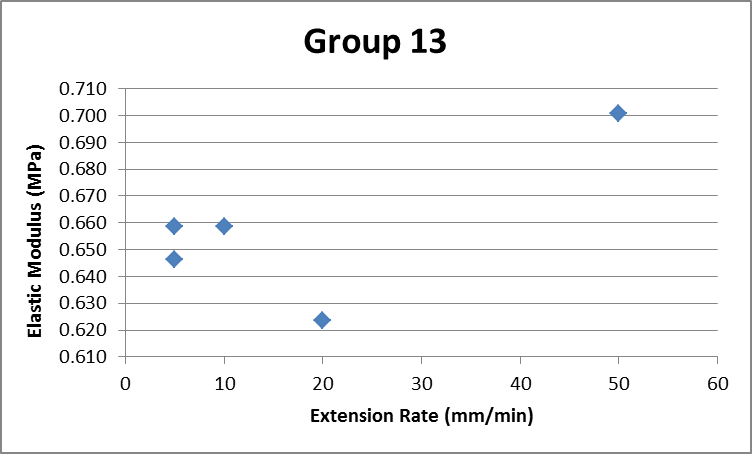 Group 13
0.710
0.700
0.690
0.680
0.670
0.660
0.650
0.640
0.630
0.620
0.610
Elastic Modulus (MPa)
0 10 20 30 40 50 60
Extension Rate (mm/min)